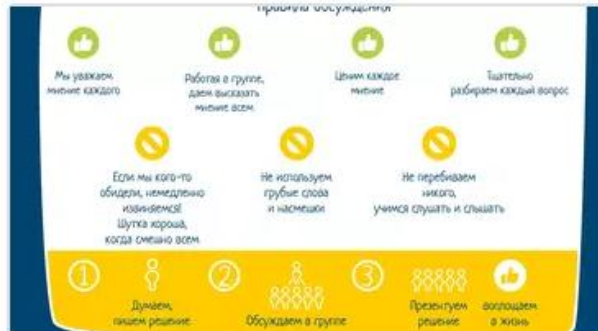 правила обсуждения
Мы уважаем
мнение каждого
Работая в группе,
даем высказать
мнение всем
Ценим каждое
мнение
Тщательно
разбираем каждый вопрос
Если мы кого-то
обидели, немедленно
извиняемся!
Шутка хороша,
когда смешно всем
Не используем
грубые слова
и насмешки
Не перебиваем
никого,
учимся слушать и слышать
1
2
3
Думаем,
пишем решение
Обсуждаем в группе
Презентуем
решение
воплощаем
в жизнь